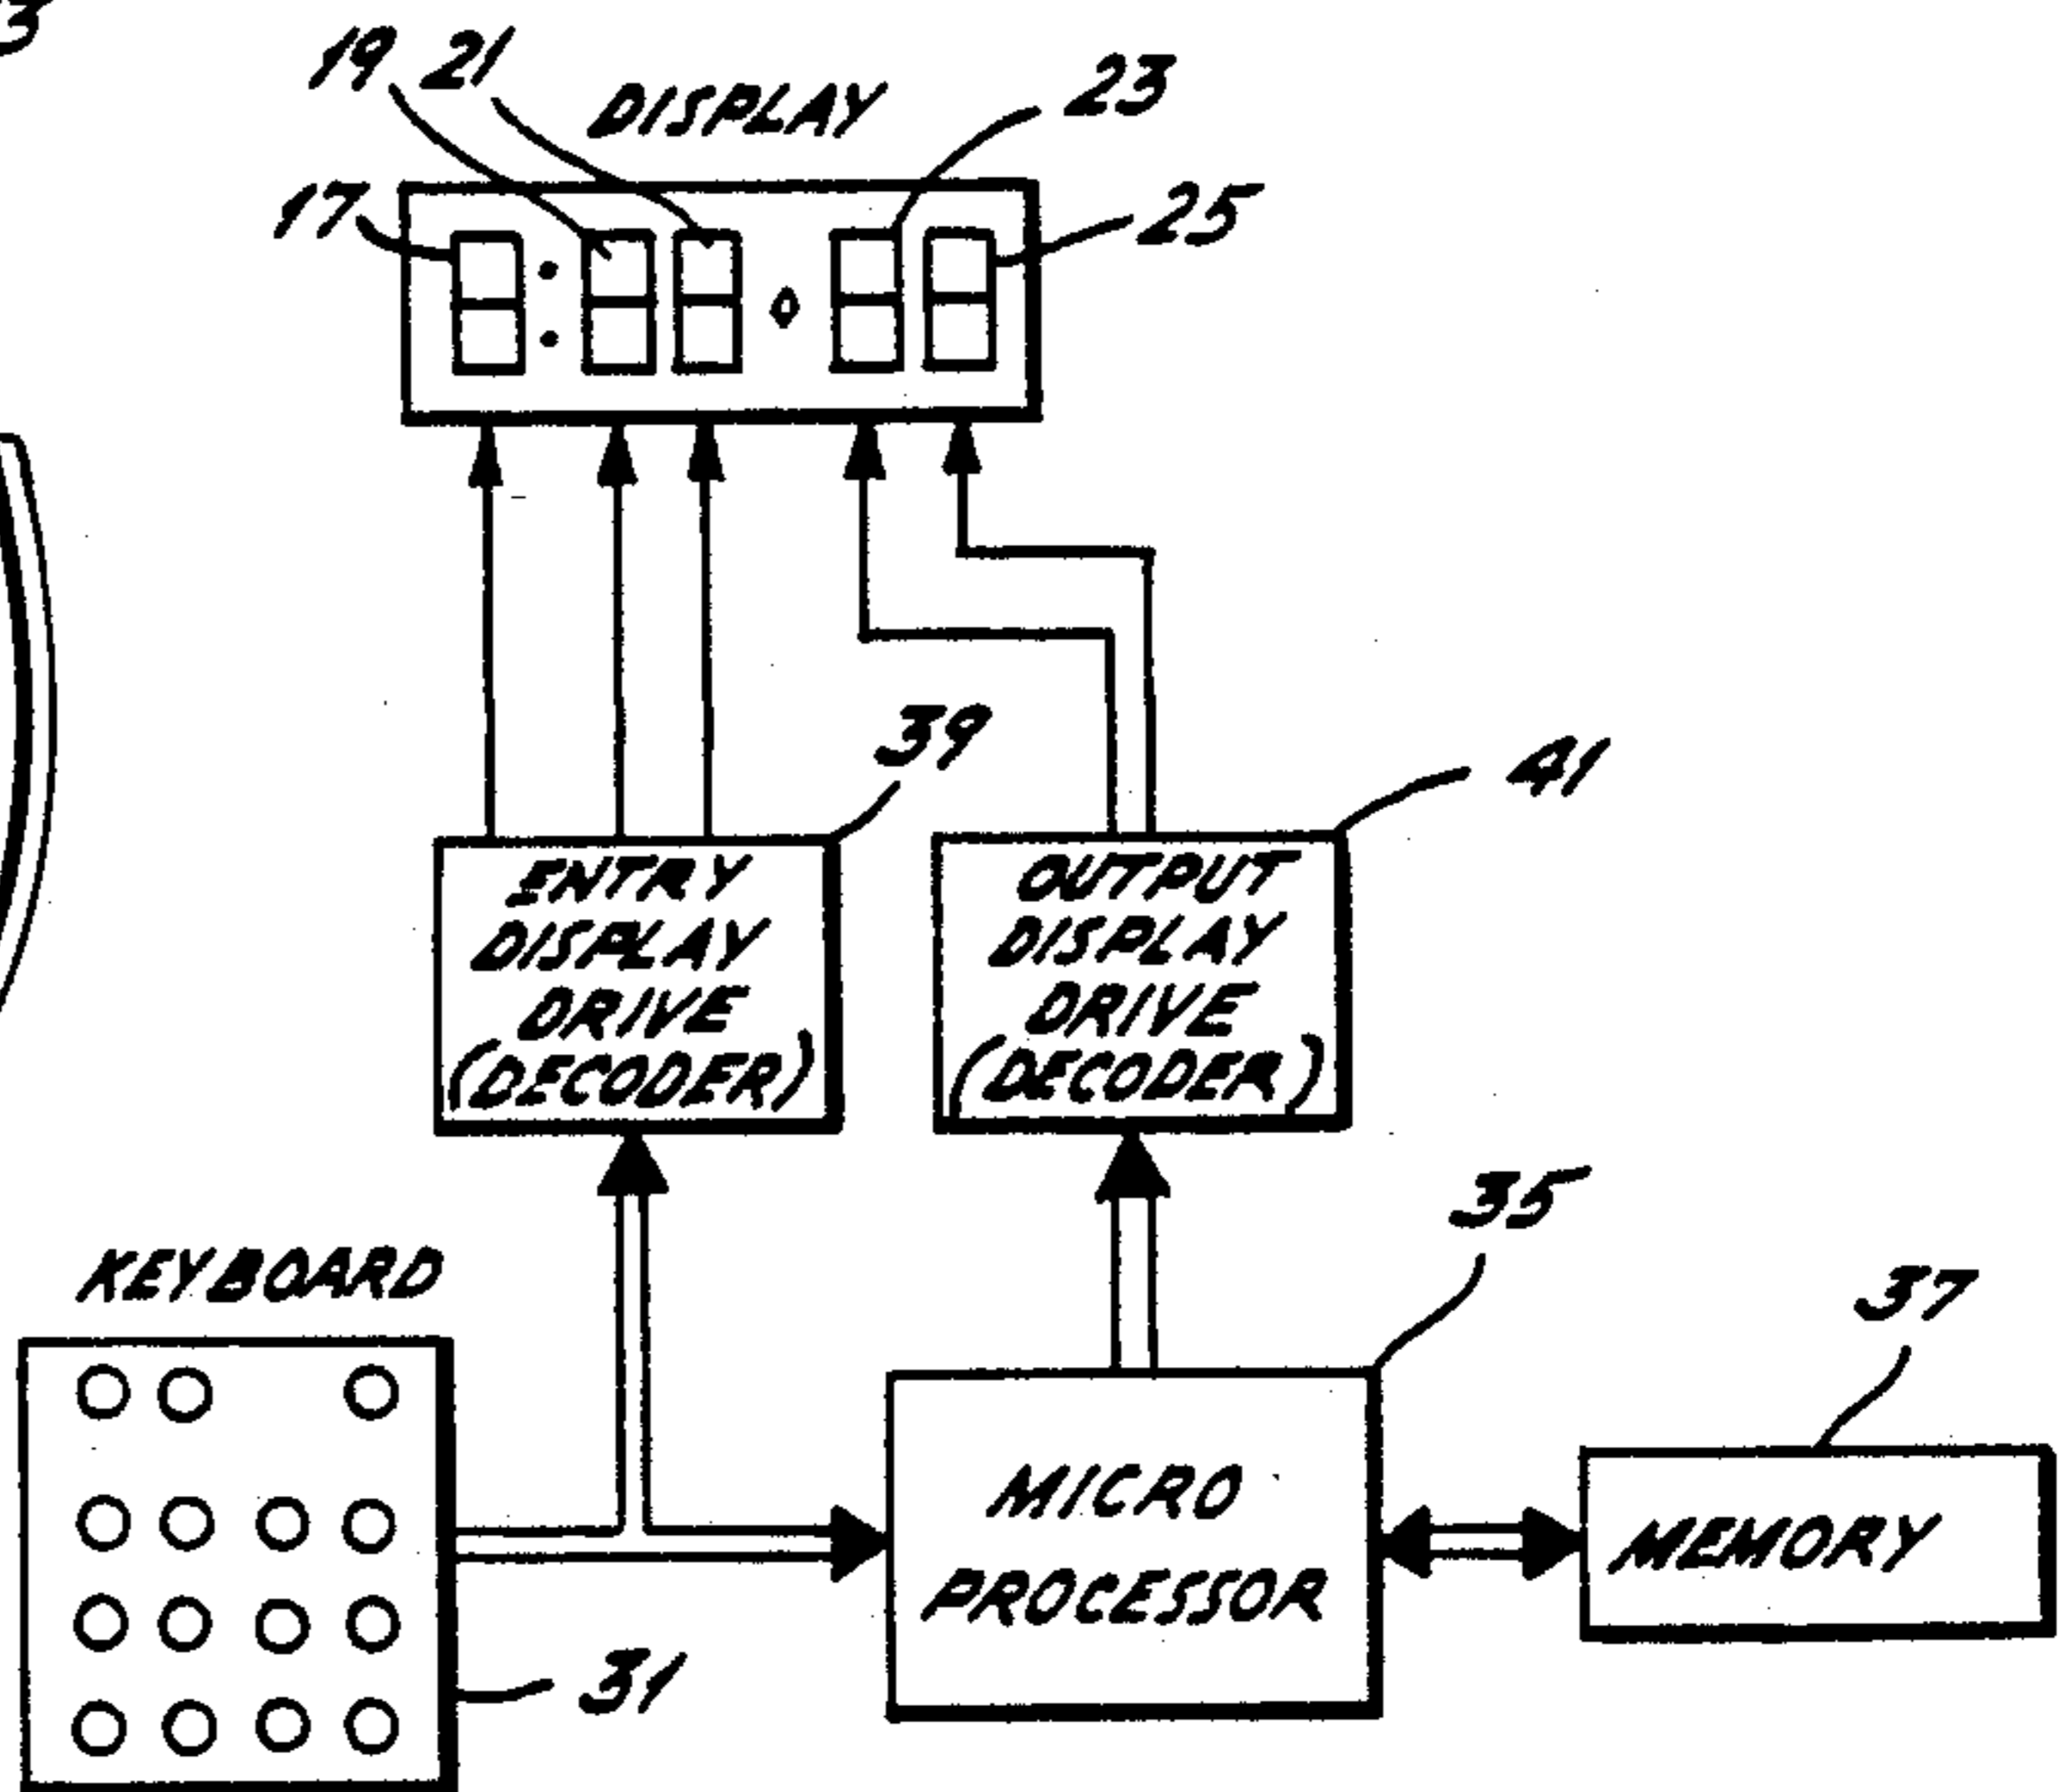 3
19 21
DISPLAY
23
17
25
39
41
ENTRY
DISPLAY
DRIVE
(DECODER)
OUTPUT
DISPLAY
DRIVE
(DECODER)
35
37
KEYBOARD
MICRO
PROCESSOR
MEMORY
31